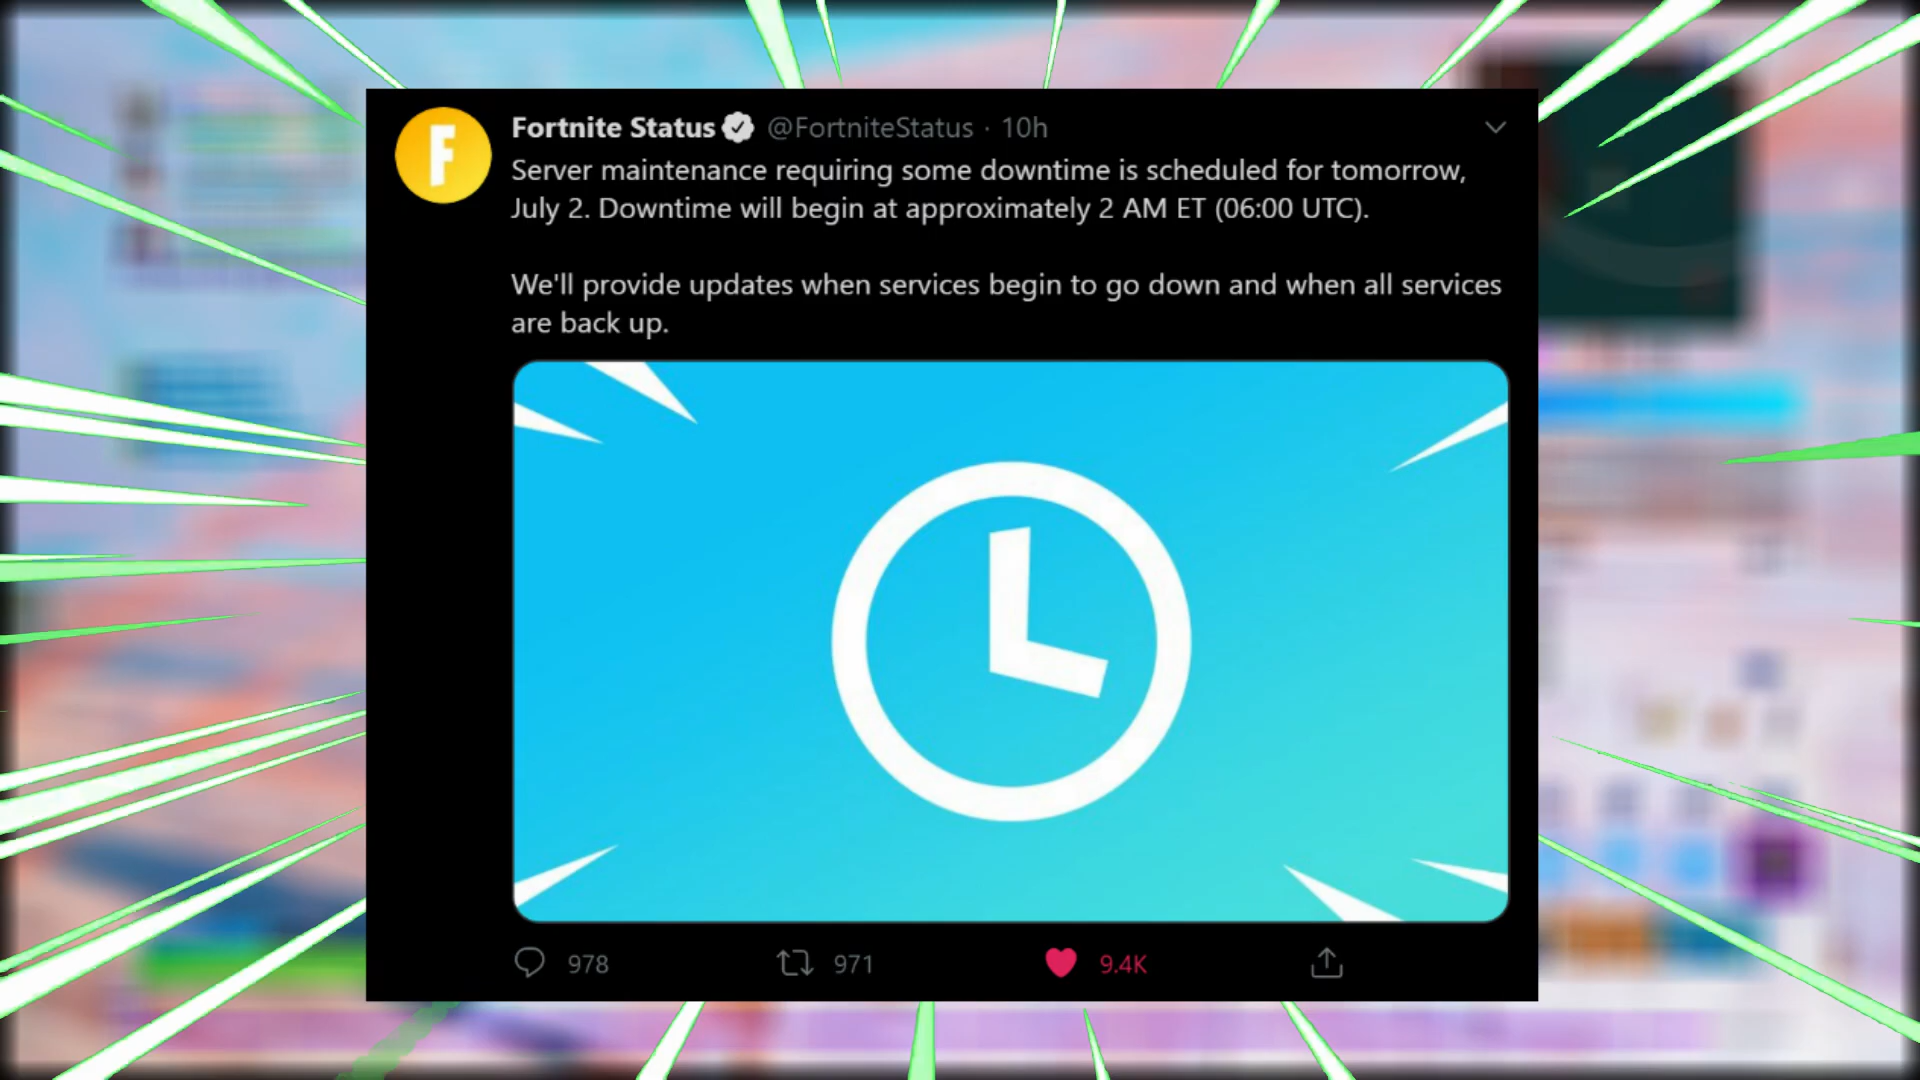 Fortnite Status @FortniteStatus · 10h
Server maintenance requiring some downtime is scheduled for tomorrow,
July 2. Downtime will begin at approximately 2 AM ET (06:00 UTC).
We'll provide updates when services begin to go down and when all services
are back up.
978 971 9.4K